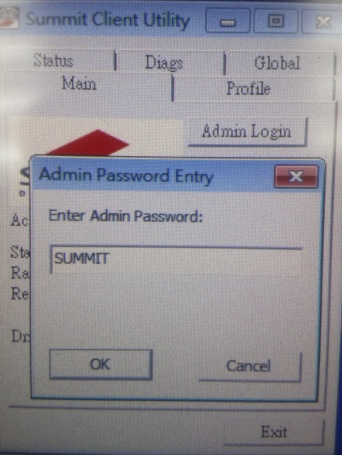 Summit Client Utility
Status Diags Global
Main Profile
Admin Login
Admin Password Entry
Enter Admin Password:
SUMMIT
OK Cancel
Exit